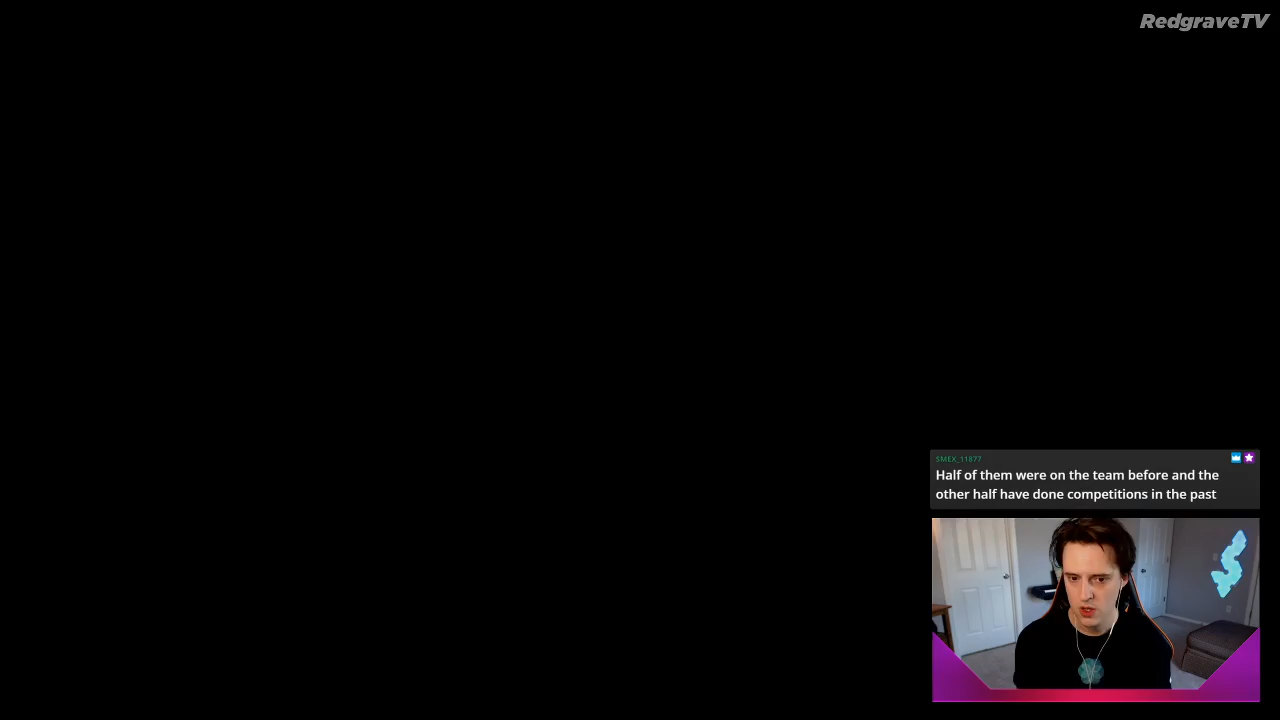 RedgraveTV
SMEX_11877
Half of them were on the team before and the
other half have done competitions in the past